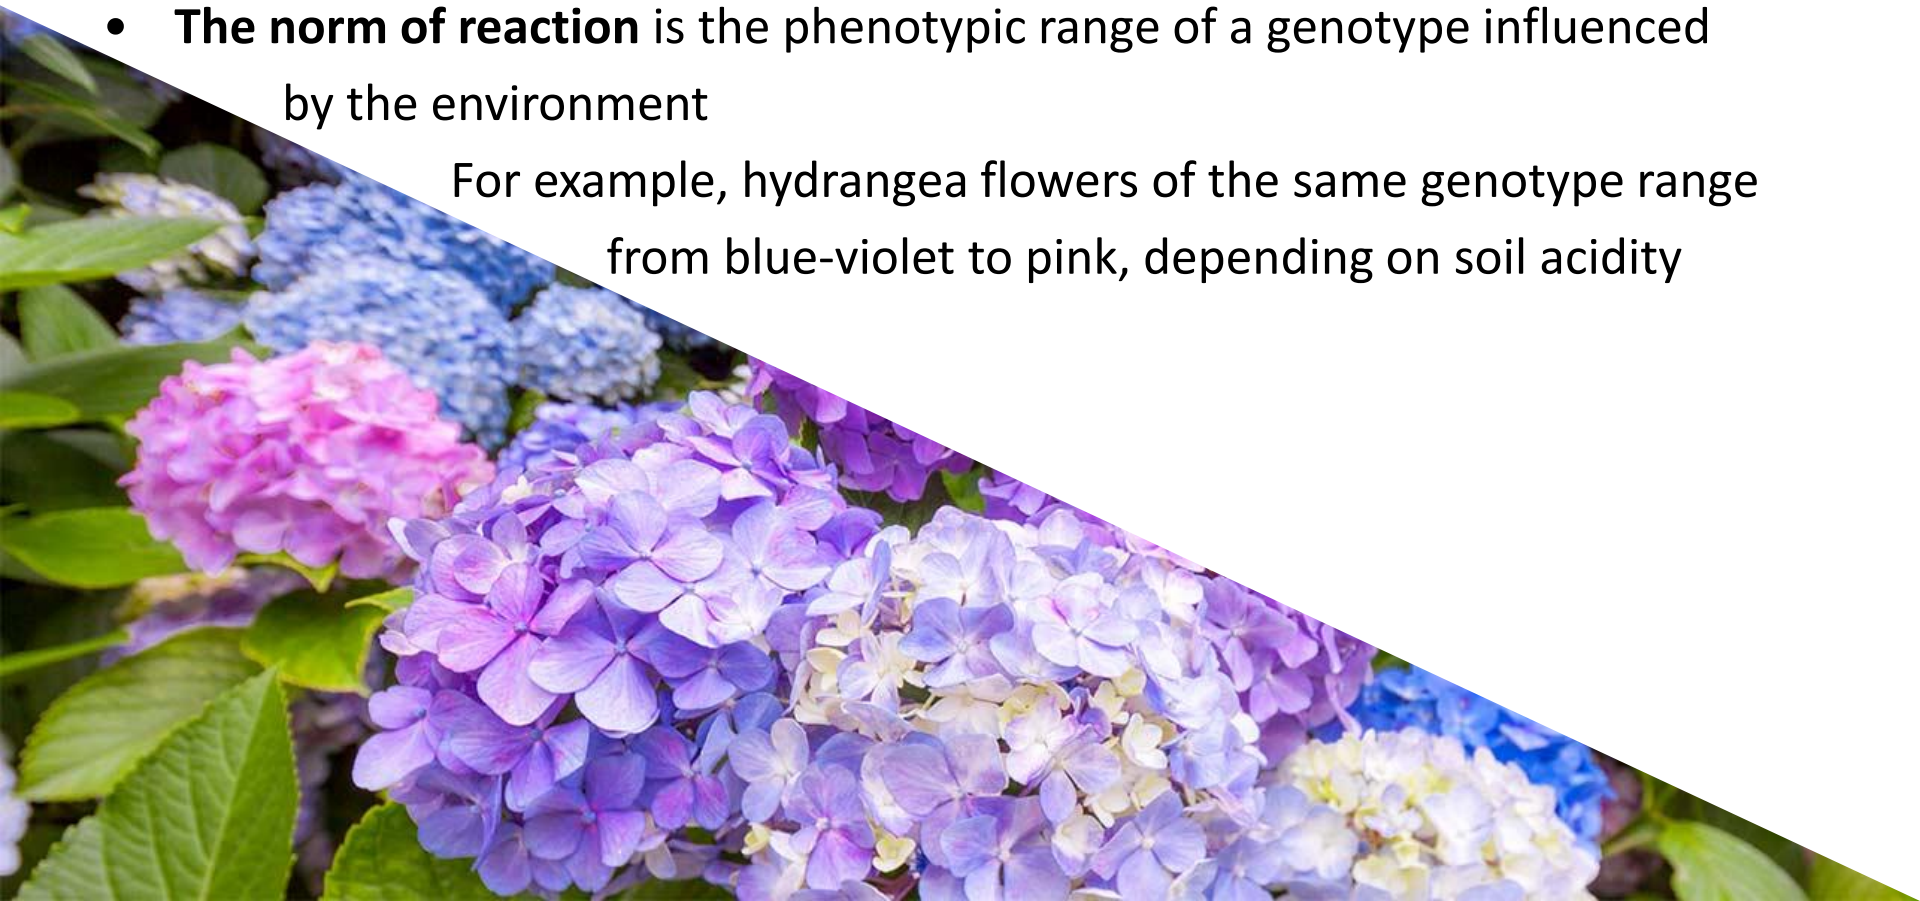 • The norm of reaction is the phenotypic range of a genotype influenced
by the environment
For example, hydrangea flowers of the same genotype range
from blue-violet to pink, depending on soil acidity